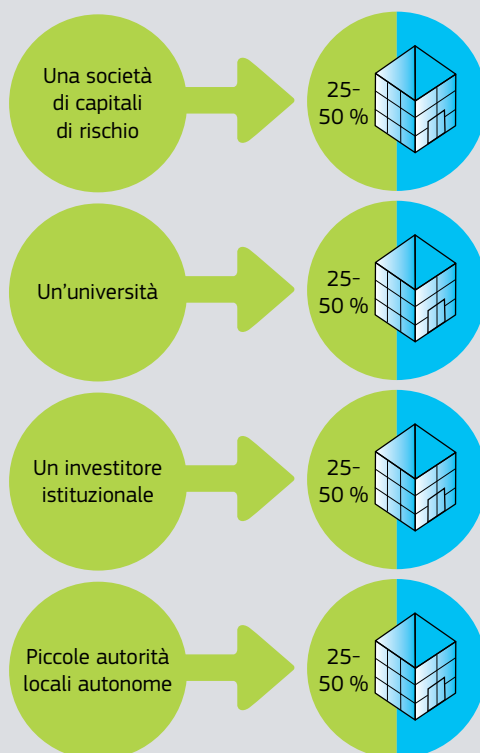 Una società
di capitali
di rischio
25-
50 %
Un'università
25-
50 %
Un investitore
istituzionale
25-
50 %
Piccole autorità
locali autonome
25-
50 %